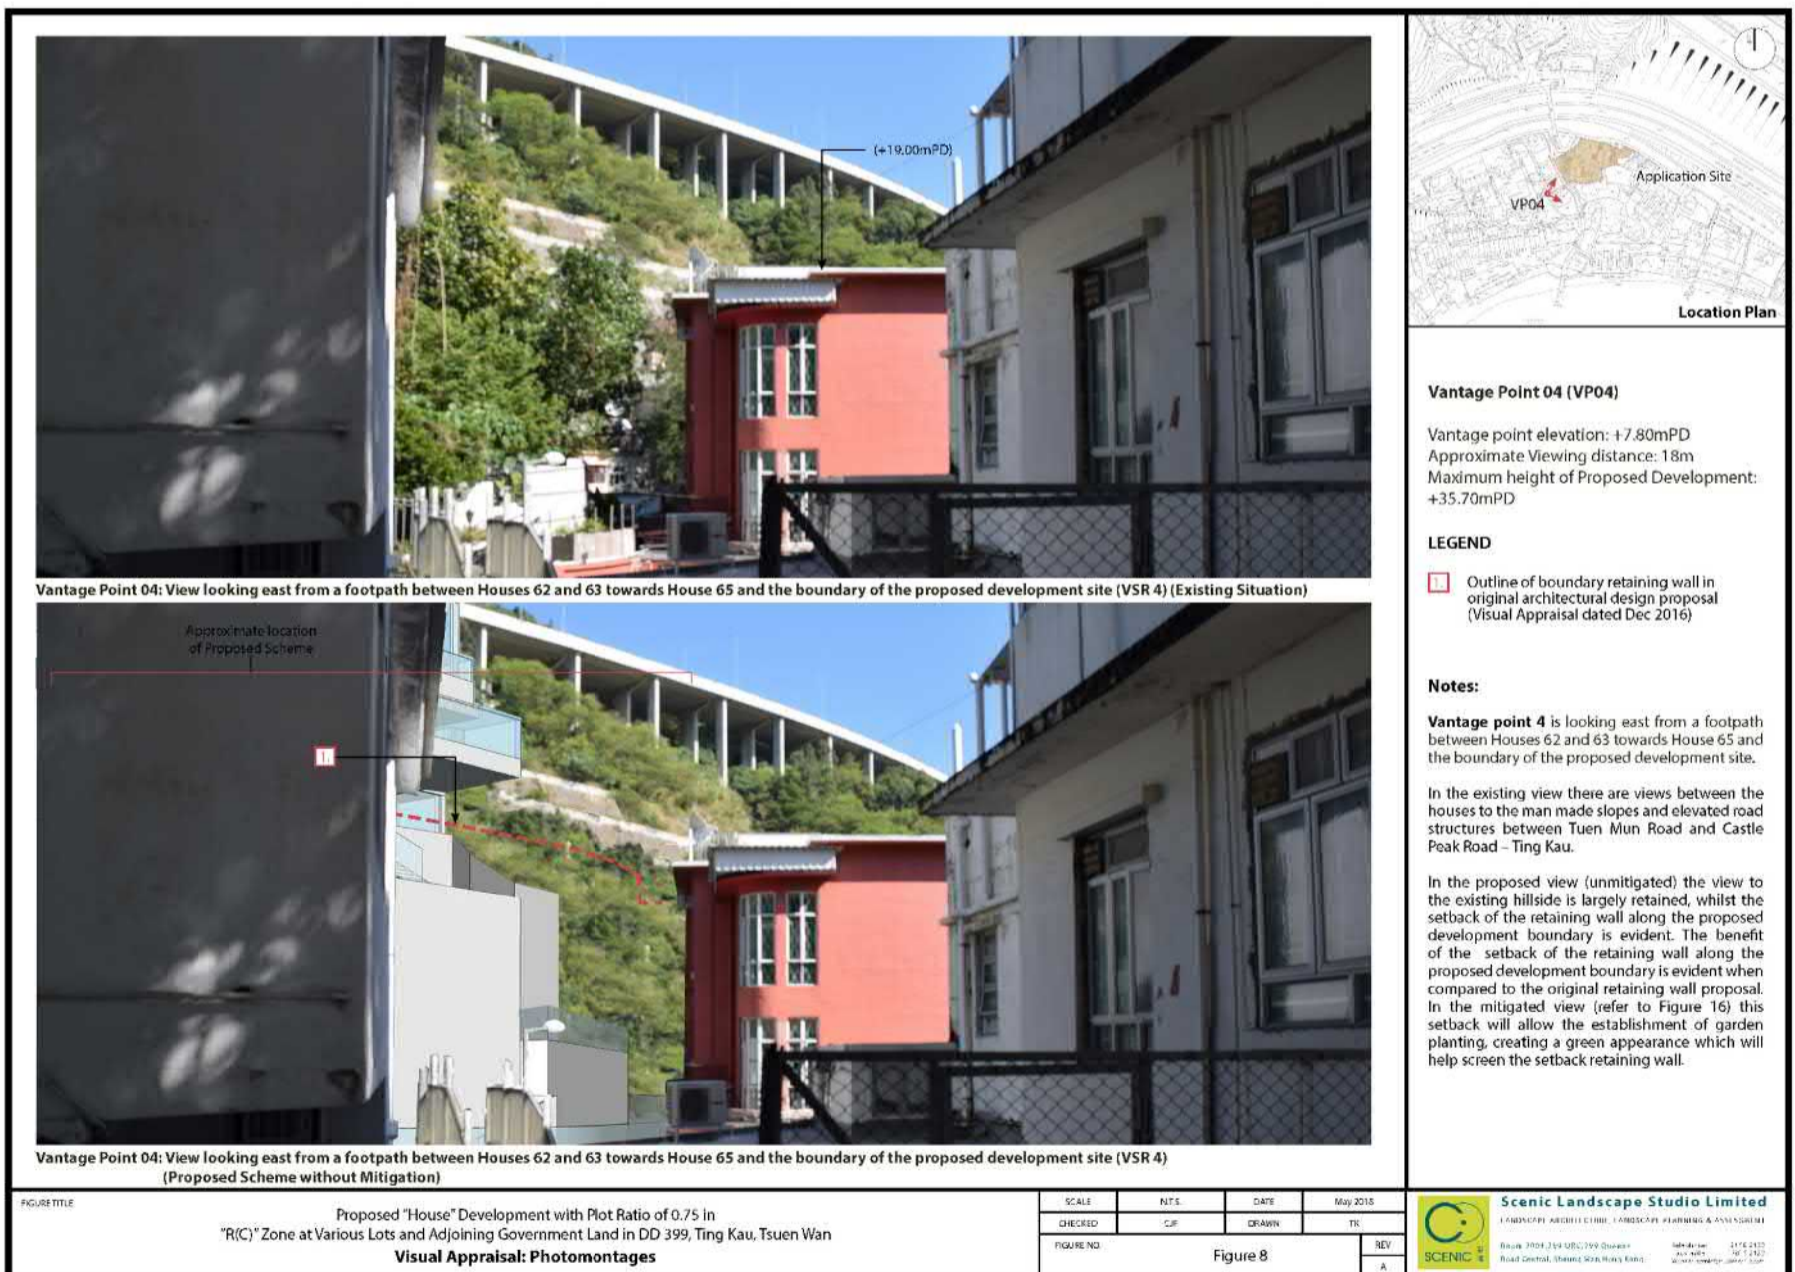 (+19.00mPD)
Vantage Point 04: View looking east from a footpath between Houses 62 and 63 towards House 65 and the boundary of the proposed development site (VSR 4) (Existing Situation)
Approximate location
of Proposed Scheme
1.
Vantage Point 04: View looking east from a footpath between Houses 62 and 63 towards House 65 and the boundary of the proposed development site (VSR 4)
(Proposed Scheme without Mitigation)
Application Site
VP04
Location Plan
Vantage Point 04 (VP04)
Vantage point elevation: +7.80mPD
Approximate Viewing distance: 18m
Maximum height of Proposed Development:
+35.70mPD
LEGEND
1. Outline of boundary retaining wall in
original architectural design proposal
(Visual Appraisal dated Dec 2016)
Notes:
Vantage point 4 is looking east from a footpath
between Houses 62 and 63 towards House 65 and
the boundary of the proposed development site.
In the existing view there are views between the
houses to the man made slopes and elevated road
structures between Tuen Mun Road and Castle
Peak Road – Ting Kau.
In the proposed view (unmitigated) the view to
the existing hillside is largely retained, whilst the
setback of the retaining wall along the proposed
development boundary is evident. The benefit
of the setback of the retaining wall along the
proposed development boundary is evident when
compared to the original retaining wall proposal.
In the mitigated view (refer to Figure 16) this
setback will allow the establishment of garden
planting, creating a green appearance which will
help screen the setback retaining wall.
FIGURE TITLE
Proposed "House" Development with Plot Ratio of 0.75 in
"R(C)" Zone at Various Lots and Adjoining Government Land in DD 399, Ting Kau, Tsuen Wan
Visual Appraisal: Photomontages
SCALE N.T.S. DATE May 2018
CHECKED CJF DRAWN TK
FIGURE NO. Figure 8 REV A
SCENIC
Scenic Landscape Studio Limited
LANDSCAPE ARCHITECTURE, LANDSCAPE PLANNING & ASSESSMENT
Road Central, Sheung Wan, Hong Kong